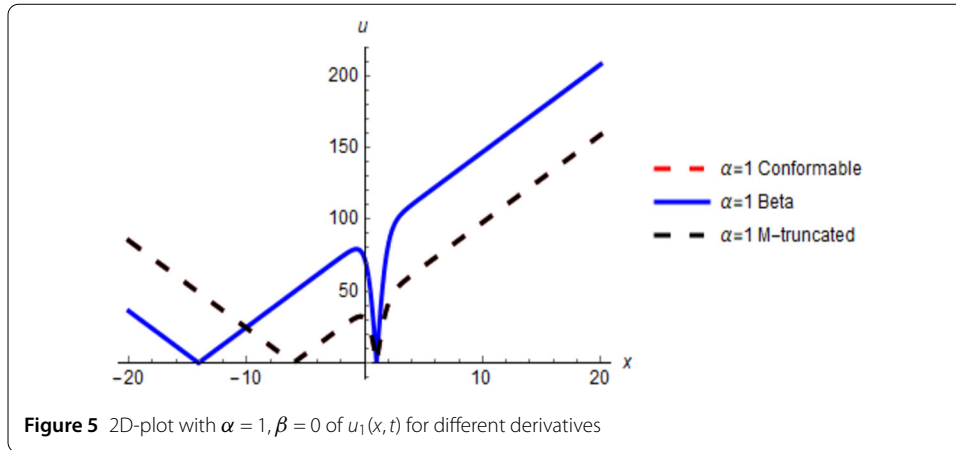 u
200
150
100
50
−20
−10
10
20
x
α=1 Conformable
α=1 Beta
α=1 M−truncated
Figure 5 2D-plot with α = 1, β = 0 of u₁(x, t) for different derivatives